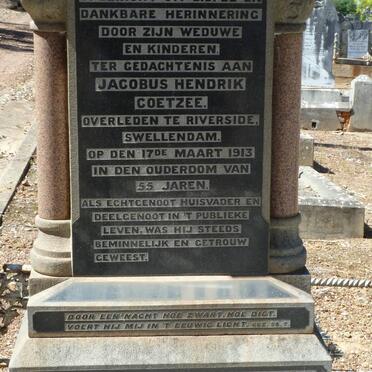 DANKBARE HERINNERING
DOOR ZIJN WEDUWE
EN KINDEREN.
TER GEDACHTENIS AAN
JACOBUS HENDRIK
COETZEE.
OVERLEDEN TE RIVERSIDE,
SWELLENDAM.
OP DEN 17DE MAART 1913
IN DEN OUDERDOM VAN
55 JAREN.
ALS ECHTGENOOT HUISVADER EN
DEELGENOOT IN 'T PUBLIEKE
LEVEN, WAS HIJ STEEDS
BEMINNELIJK EN GETROUW
GEWEEST.
DOOR EEN NACHT HOE ZWART, HOE DIGT,
VOERT HIJ MIJ IN 'T EEUWIG LICHT.